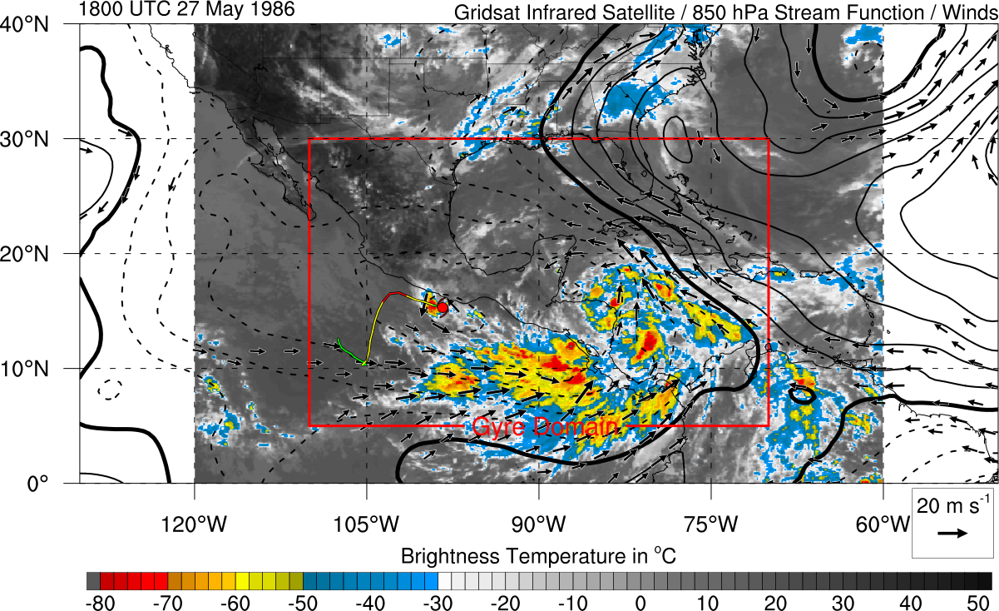 1800 UTC 27 May 1986
Gridsat Infrared Satellite / 850 hPa Stream Function / Winds
40°N
30°N
20°N
10°N
0°
Gyre Domain
120°W 105°W 90°W 75°W 60°W
20 m s⁻¹
Brightness Temperature in °C
-80 -70 -60 -50 -40 -30 -20 -10 0 10 20 30 40 50